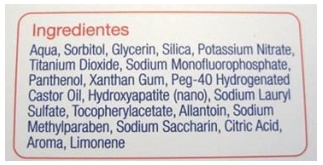 Ingredientes
Aqua, Sorbitol, Glycerin, Silica, Potassium Nitrate,
Titanium Dioxide, Sodium Monofluorophosphate,
Panthenol, Xanthan Gum, Peg-40 Hydrogenated
Castor Oil, Hydroxyapatite (nano), Sodium Lauryl
Sulfate, Tocopherylacetate, Allantoin, Sodium
Methylparaben, Sodium Saccharin, Citric Acid,
Aroma, Limonene